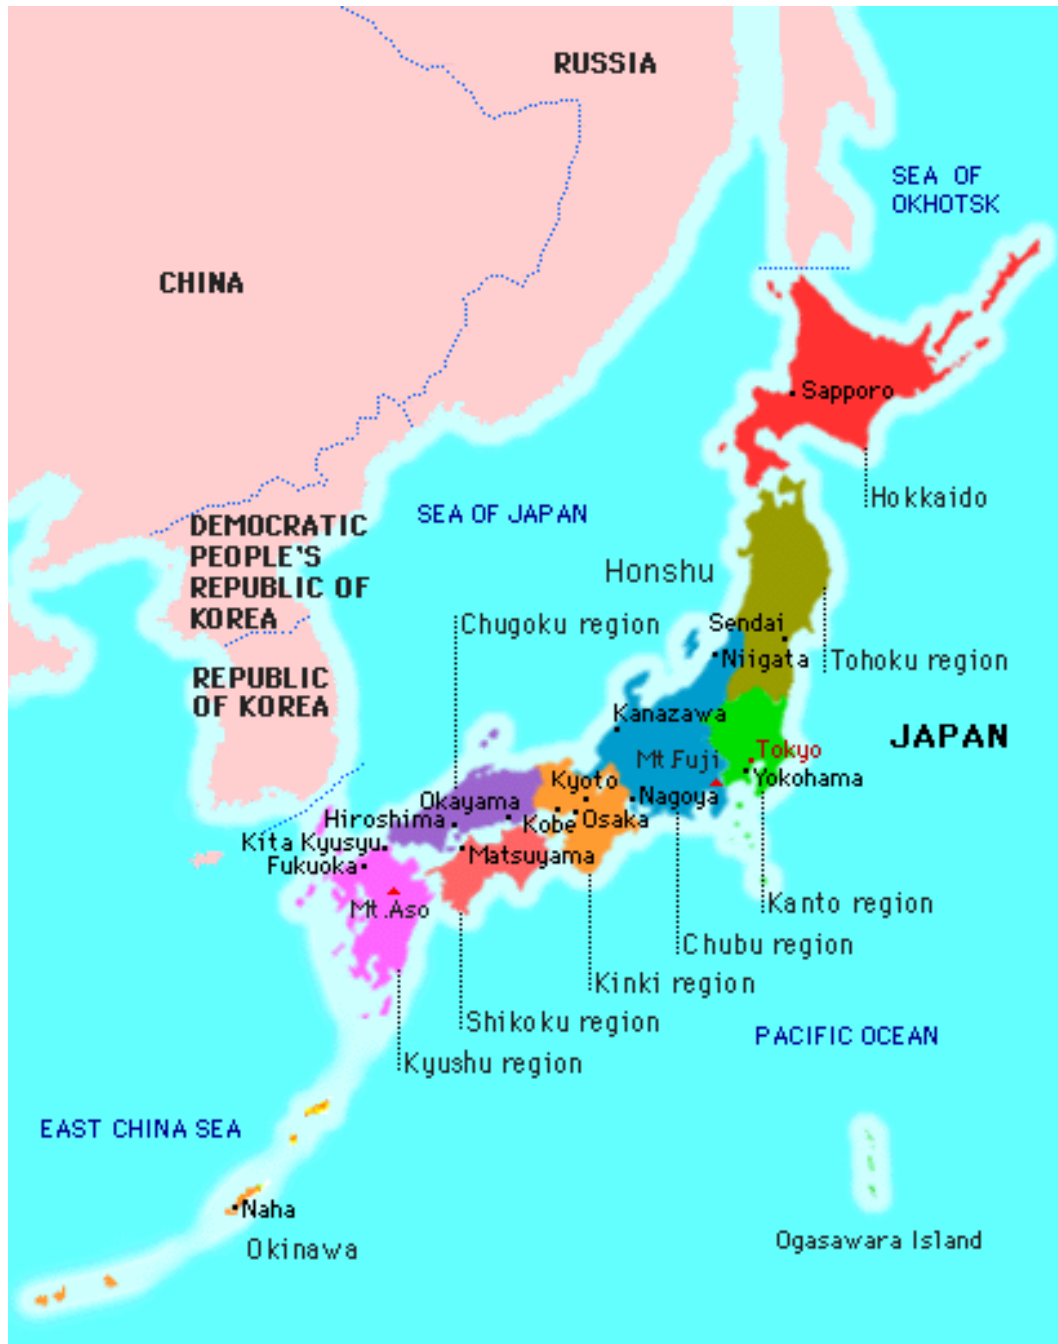 RUSSIA
SEA OF
OKHOTSK
CHINA
Sapporo
Hokkaido
SEA OF JAPAN
DEMOCRATIC
PEOPLE'S
REPUBLIC OF
KOREA
Honshu
Chugoku region
Sendai
Niigata
Tohoku region
REPUBLIC
OF KOREA
Kanazawa
JAPAN
Mt.Fuji
Tokyo
Yokohama
Kyoto
Nagoya
Okayama
Hiroshima
Kobe
Osaka
Kita Kyusyu
Matsuyama
Fukuoka
Mt.Aso
Kanto region
Chubu region
Kinki region
Shikoku region
PACIFIC OCEAN
Kyushu region
EAST CHINA SEA
Naha
Okinawa
Ogasawara Island